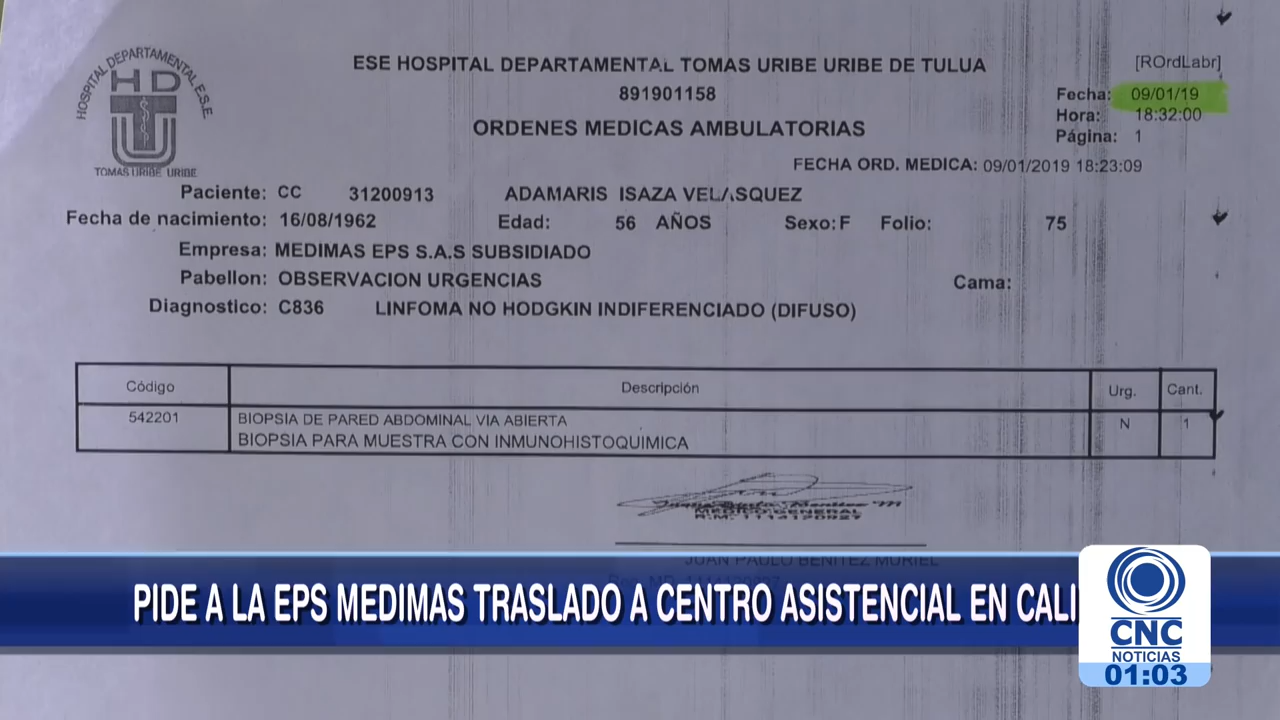 HOSPITAL DEPARTAMENTAL E.S.E
HD
TU
TOMAS URIBE URIBE
ESE HOSPITAL DEPARTAMENTAL TOMAS URIBE URIBE DE TULUA
[ROrdLabr]
891901158
Fecha: 09/01/19
Hora: 18:32:00
ORDENES MEDICAS AMBULATORIAS
Página: 1
FECHA ORD. MEDICA: 09/01/2019 18:23:09
Paciente: CC 31200913 ADAMARIS ISAZA VELASQUEZ
Fecha de nacimiento: 16/08/1962 Edad: 56 AÑOS Sexo: F Folio: 75
Empresa: MEDIMAS EPS S.A.S SUBSIDIADO
Pabellon: OBSERVACION URGENCIAS Cama:
Diagnostico: C836 LINFOMA NO HODGKIN INDIFERENCIADO (DIFUSO)
Código Descripción Urg. Cant.
542201 BIOPSIA DE PARED ABDOMINAL VIA ABIERTA N 1
BIOPSIA PARA MUESTRA CON INMUNOHISTOQUIMICA
MEDICO GENERAL
R.M. 1114120927
JUAN PAULO BENITEZ MURIEL
PIDE A LA EPS MEDIMAS TRASLADO A CENTRO ASISTENCIAL EN CALI
CNC
NOTICIAS
01:03